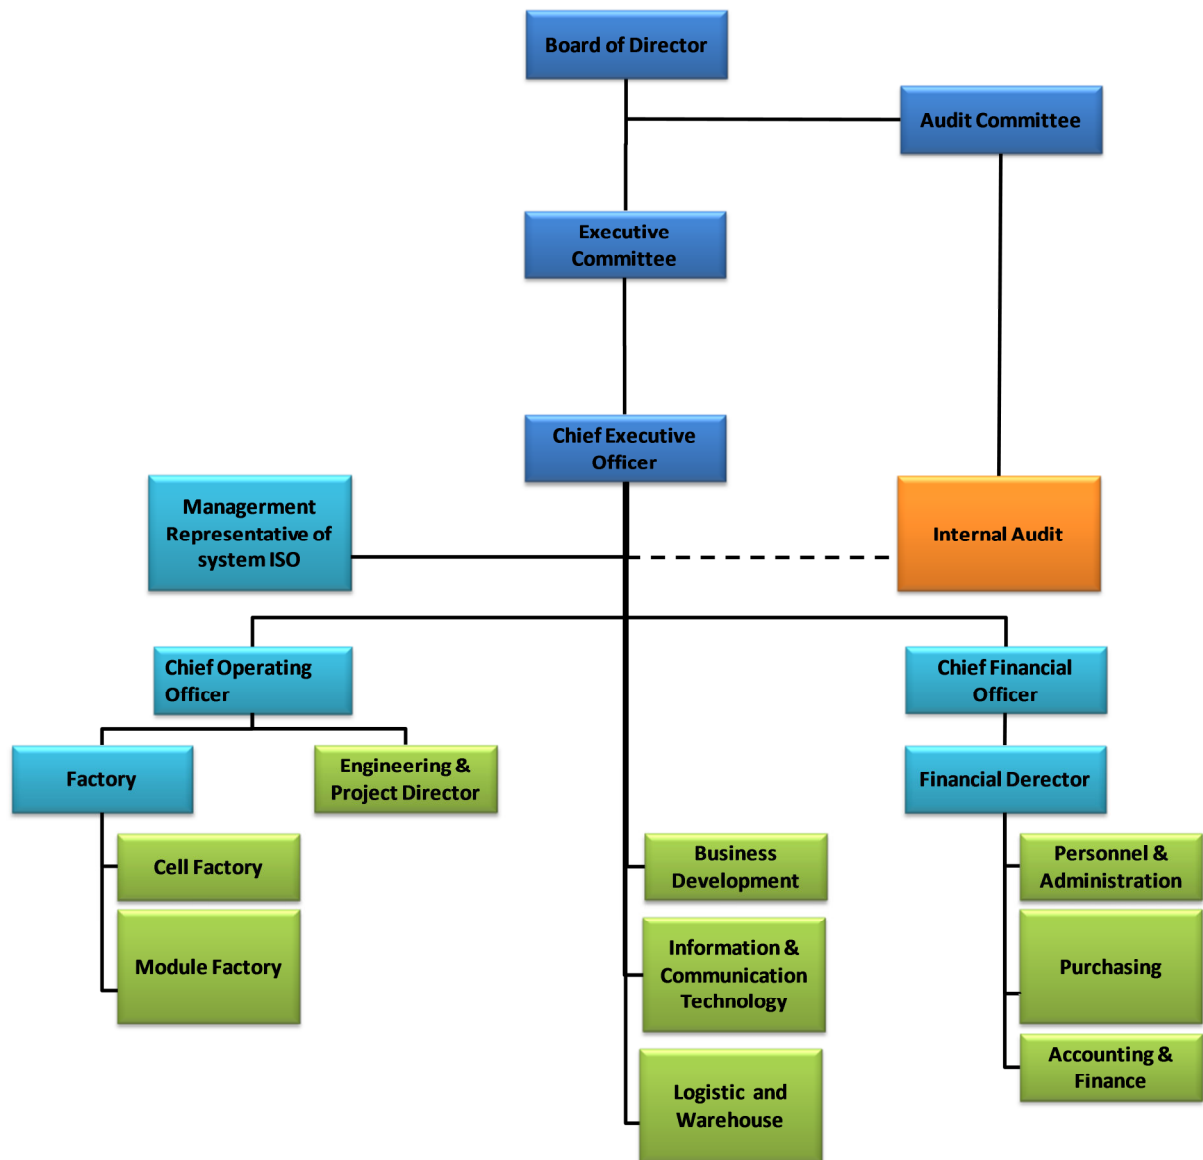 Board of Director
Audit Committee
Executive
Committee
Chief Executive
Officer
Managerment
Representative of
system ISO
Internal Audit
Chief Operating
Officer
Chief Financial
Officer
Factory
Engineering &
Project Director
Financial Derector
Cell Factory
Business
Development
Personnel &
Administration
Module Factory
Information &
Communication
Technology
Purchasing
Logistic and
Warehouse
Accounting &
Finance